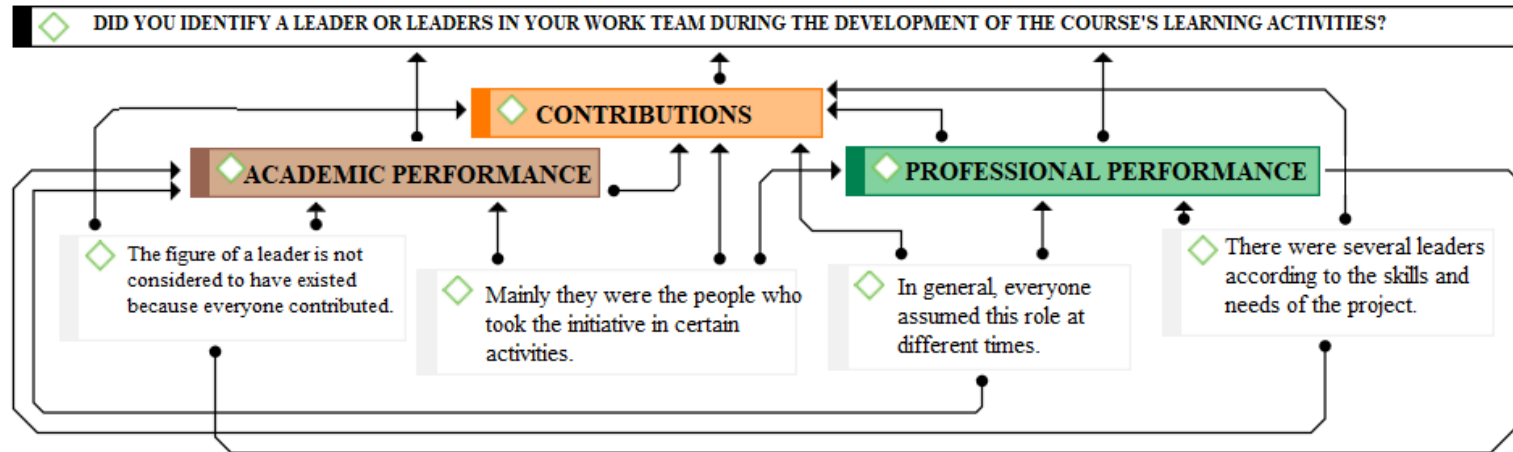 DID YOU IDENTIFY A LEADER OR LEADERS IN YOUR WORK TEAM DURING THE DEVELOPMENT OF THE COURSE'S LEARNING ACTIVITIES?
CONTRIBUTIONS
ACADEMIC PERFORMANCE
PROFESSIONAL PERFORMANCE
The figure of a leader is not
considered to have existed
because everyone contributed.
Mainly they were the people who
took the initiative in certain
activities.
In general, everyone
assumed this role at
different times.
There were several leaders
according to the skills and
needs of the project.